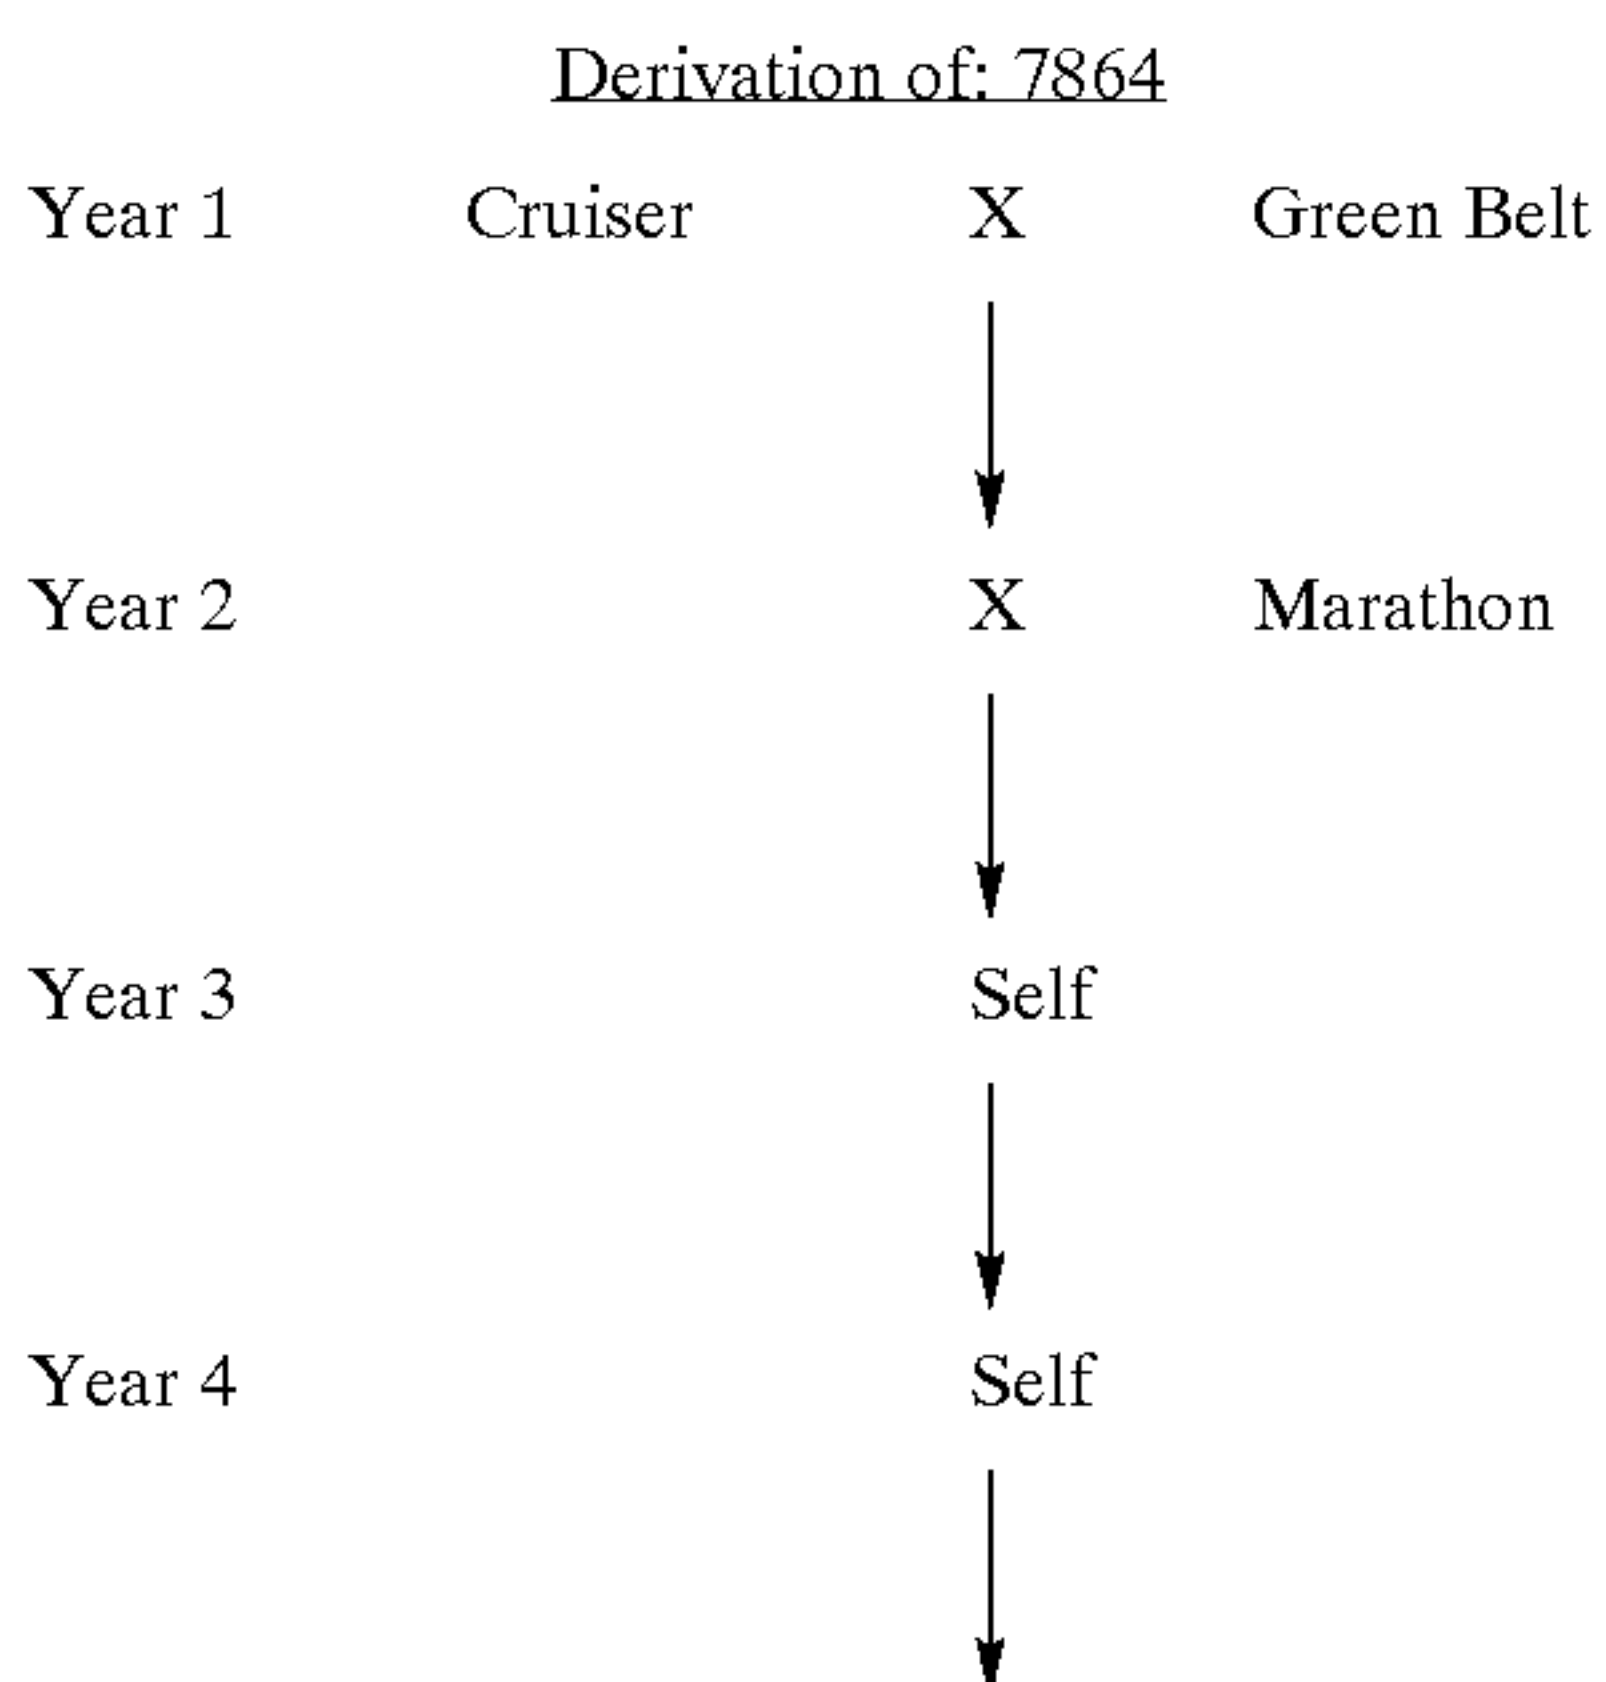 Derivation of: 7864
Year 1 Cruiser X Green Belt
Year 2 X Marathon
Year 3 Self
Year 4 Self